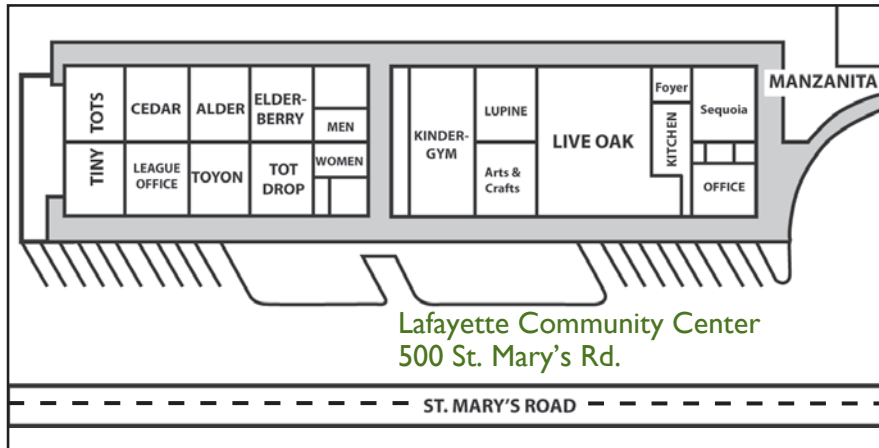 TINY TOTS
CEDAR
ALDER
ELDER-
BERRY
MEN
LEAGUE
OFFICE
TOYON
TOT
DROP
WOMEN
KINDER-
GYM
LUPINE
Arts &
Crafts
LIVE OAK
Foyer
KITCHEN
Sequoia
OFFICE
MANZANITA
Lafayette Community Center
500 St. Mary's Rd.
ST. MARY'S ROAD